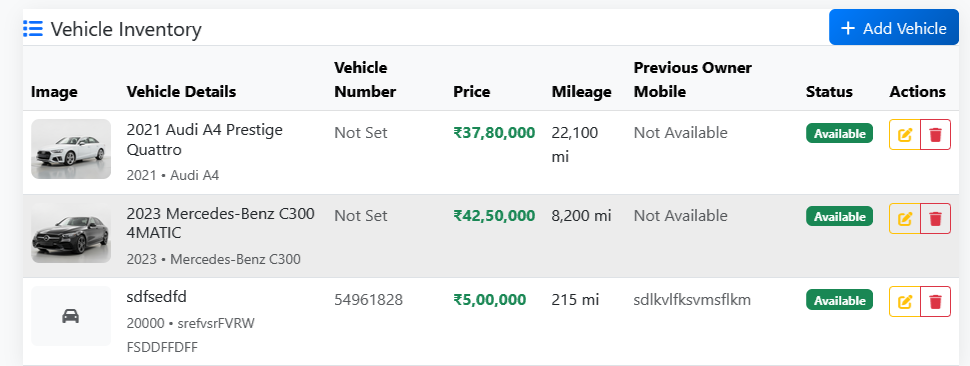 Vehicle Inventory
+ Add Vehicle
Image Vehicle Details Vehicle Number Price Mileage Previous Owner Mobile Status Actions
2021 Audi A4 Prestige Quattro Not Set ₹37,80,000 22,100 mi Not Available Available
2021 • Audi A4
2023 Mercedes-Benz C300 4MATIC Not Set ₹42,50,000 8,200 mi Not Available Available
2023 • Mercedes-Benz C300
sdfsedfd 54961828 ₹5,00,000 215 mi sdlkvlfksvmsflkm Available
20000 • srefvsrFVRW
FSDDFFDFF